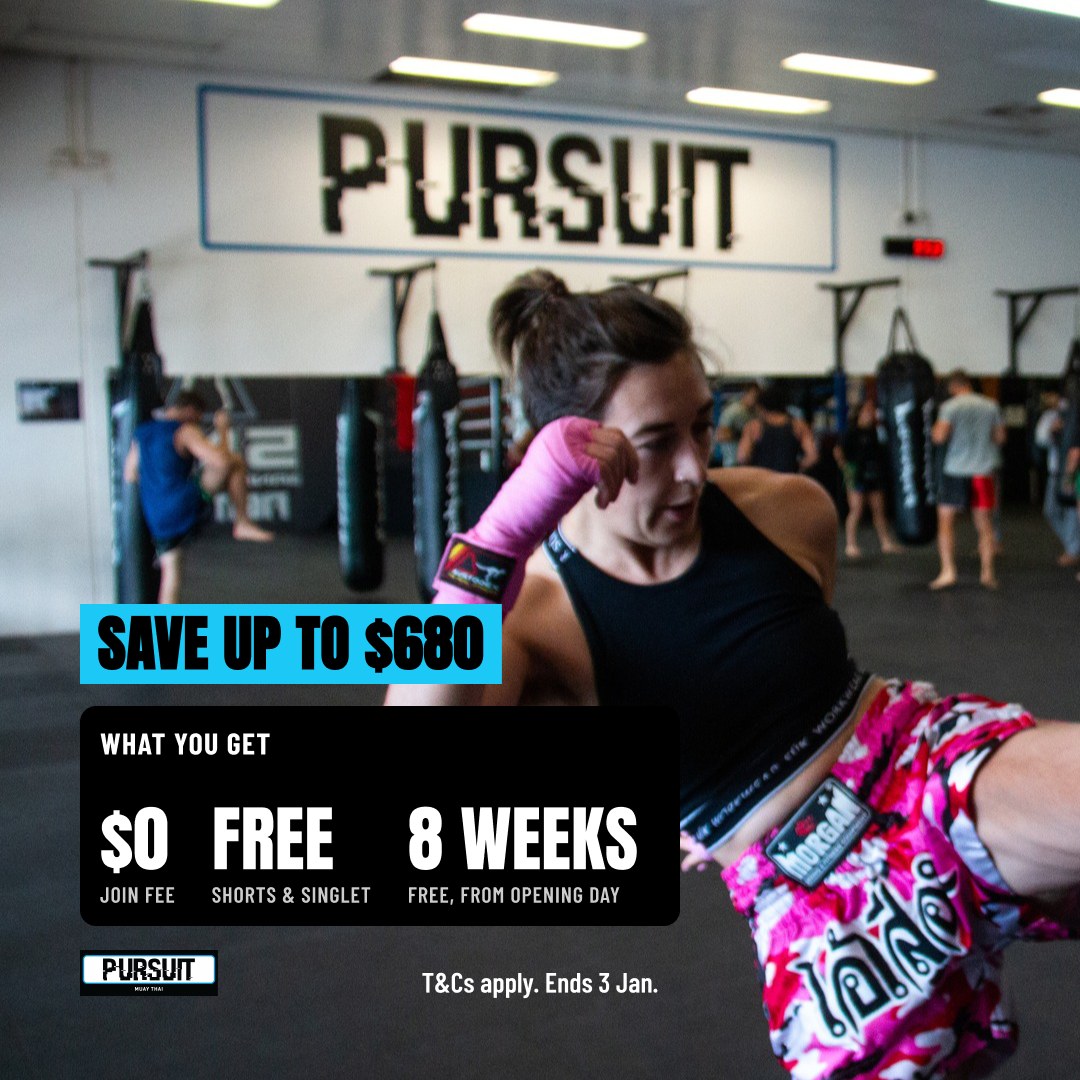 PURSUIT
SAVE UP TO $680
WHAT YOU GET
$0 FREE 8 WEEKS
JOIN FEE SHORTS & SINGLET FREE, FROM OPENING DAY
MORGAN
PURSUIT
MUAY THAI
T&Cs apply. Ends 3 Jan.